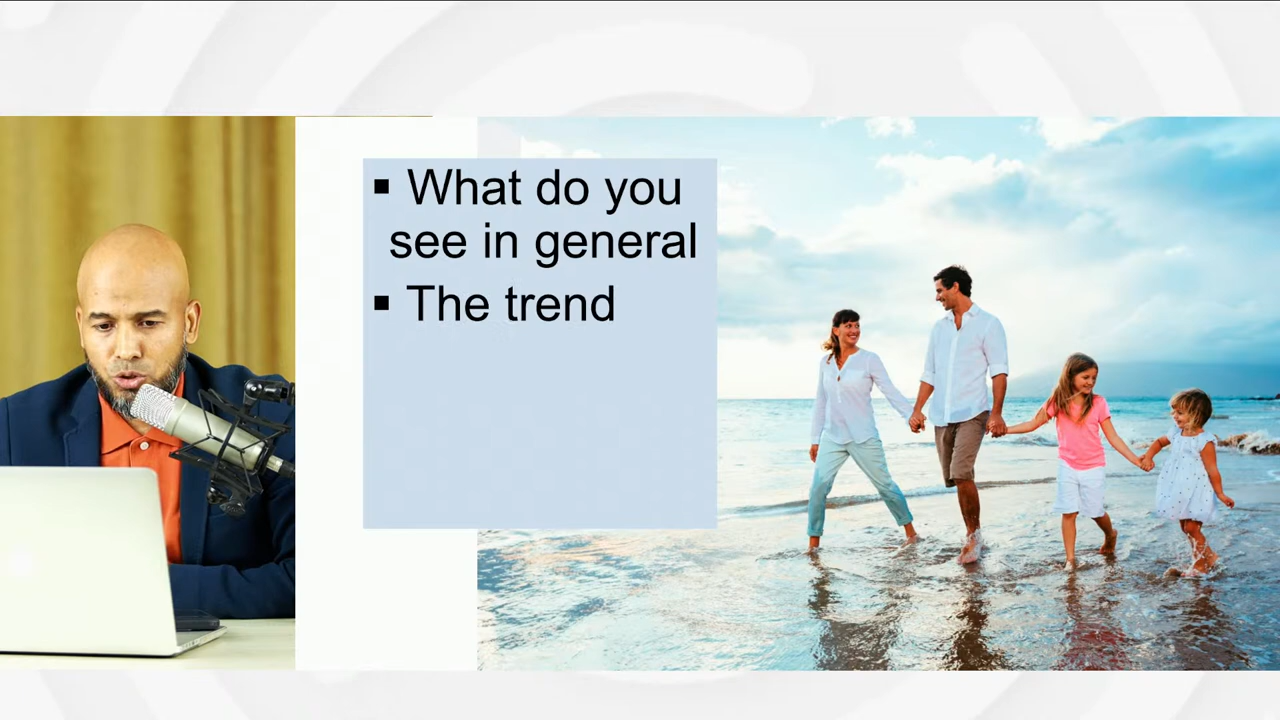 ▪ What do you
see in general
▪ The trend